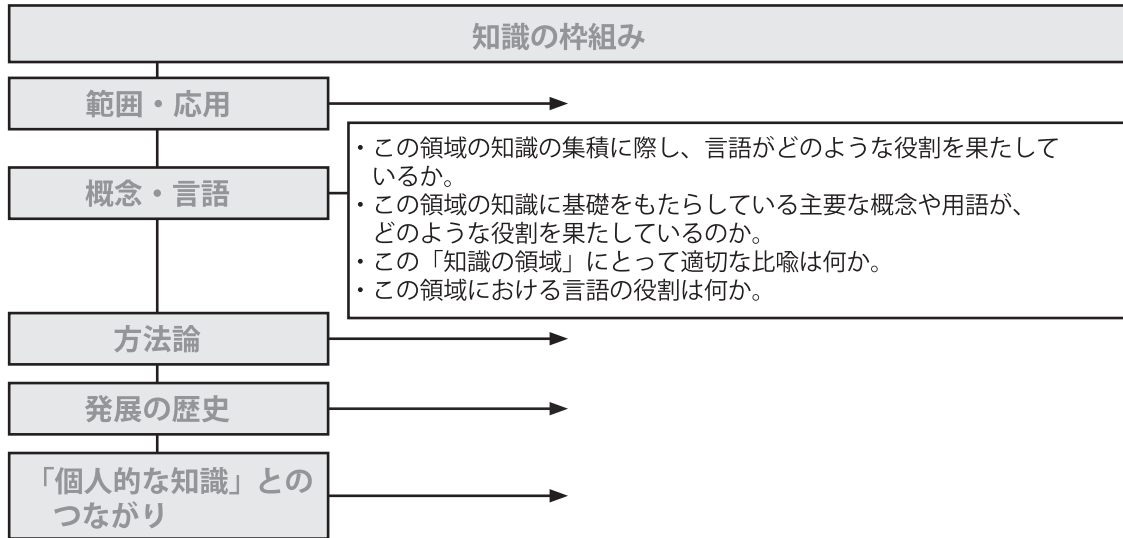 知識の枠組み
範囲・応用
概念・言語
・この領域の知識の集積に際し、言語がどのような役割を果たして
いるか。
・この領域の知識に基礎をもたらしている主要な概念や用語が、
どのような役割を果たしているのか。
・この「知識の領域」にとって適切な比喩は何か。
・この領域における言語の役割は何か。
方法論
発展の歴史
「個人的な知識」との
つながり